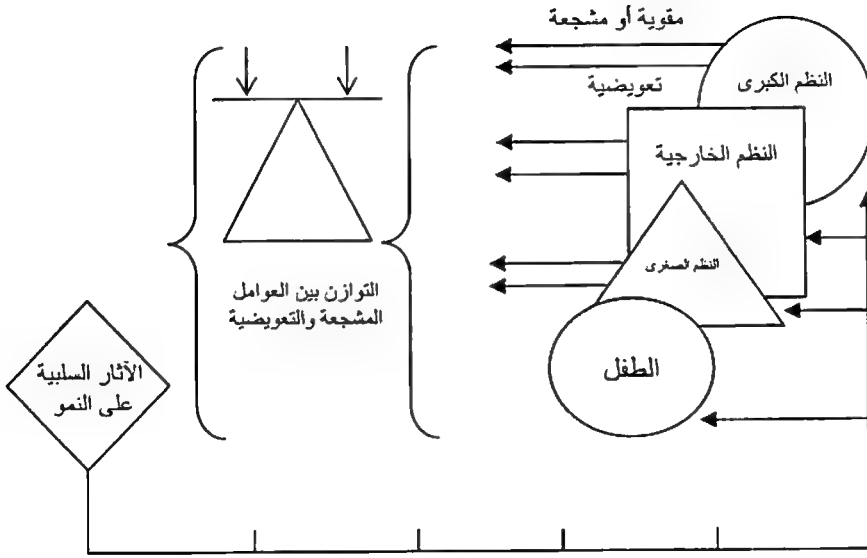 مقوية أو مشجعة
النظم الكبرى
تعويضية
النظم الخارجية
النظم الصغرى
الطفل
التوازن بين العوامل
المشجعة والتعويضية
الآثار السلبية
على النمو